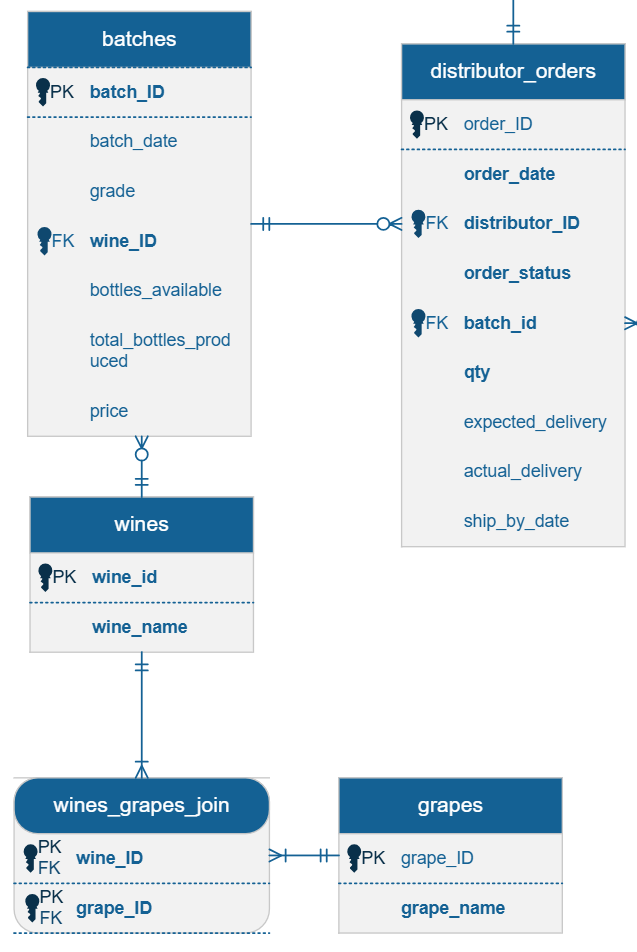 batches
PK batch_ID
batch_date
grade
FK wine_ID
bottles_available
total_bottles_prod
uced
price
distributor_orders
PK order_ID
order_date
FK distributor_ID
order_status
FK batch_id
qty
expected_delivery
actual_delivery
ship_by_date
wines
PK wine_id
wine_name
wines_grapes_join
PK
FK wine_ID
PK
FK grape_ID
grapes
PK grape_ID
grape_name